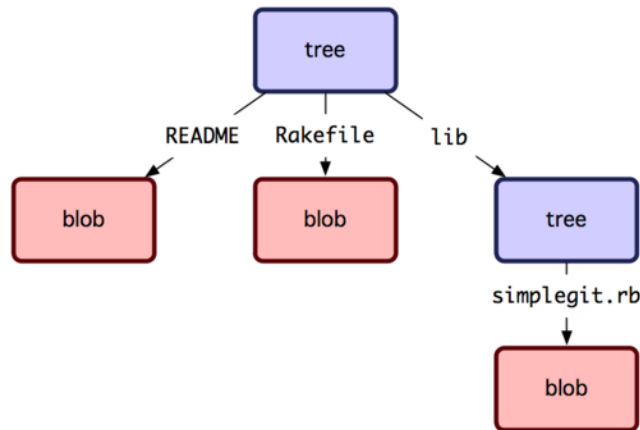 tree
README Rakefile lib
blob blob tree
simplegit.rb
blob